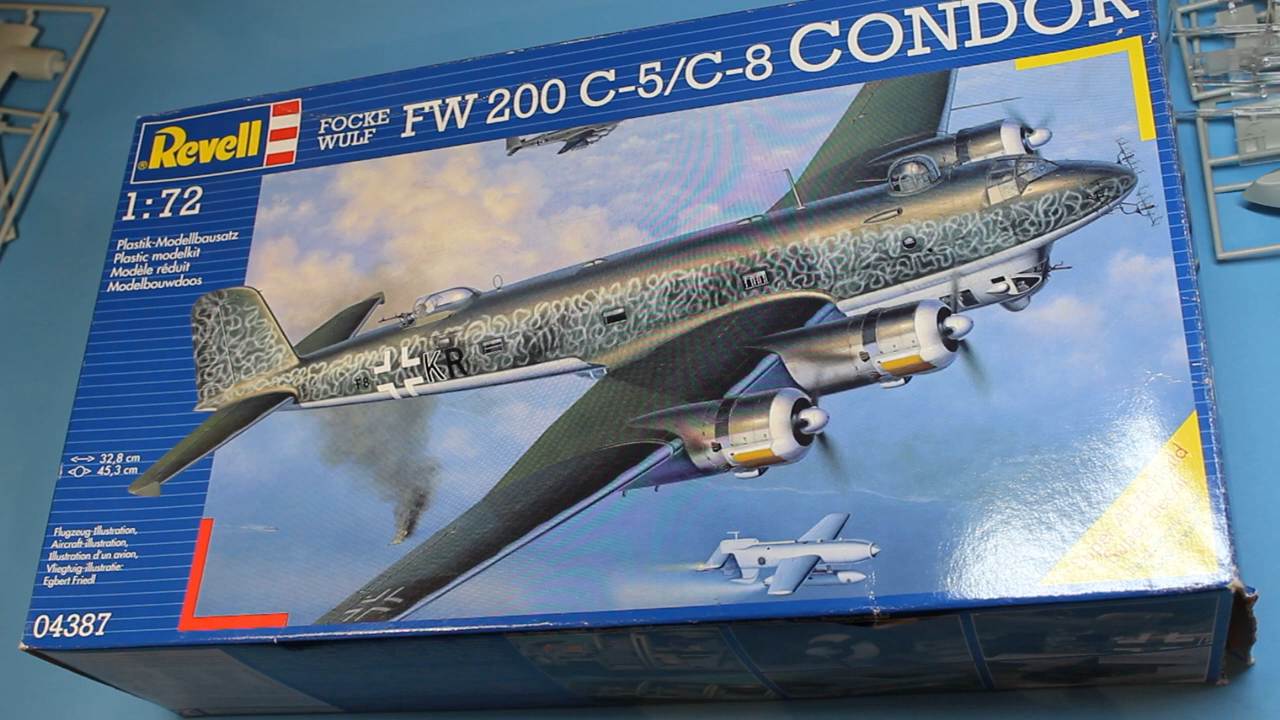 FOCKE
WULF
FW 200 C-5/C-8 CONDOR
®Revell
1:72
Plastik-Modellbausatz
Plastic modelkit
Modèle réduit
Modelbouwdoos
F8
KR
32,8 cm
45,3 cm
Flugzeug-Illustration,
Aircraft-illustration,
Illustration d'un avion,
Vliegtuig-illustratie:
Egbert Friedl
04387